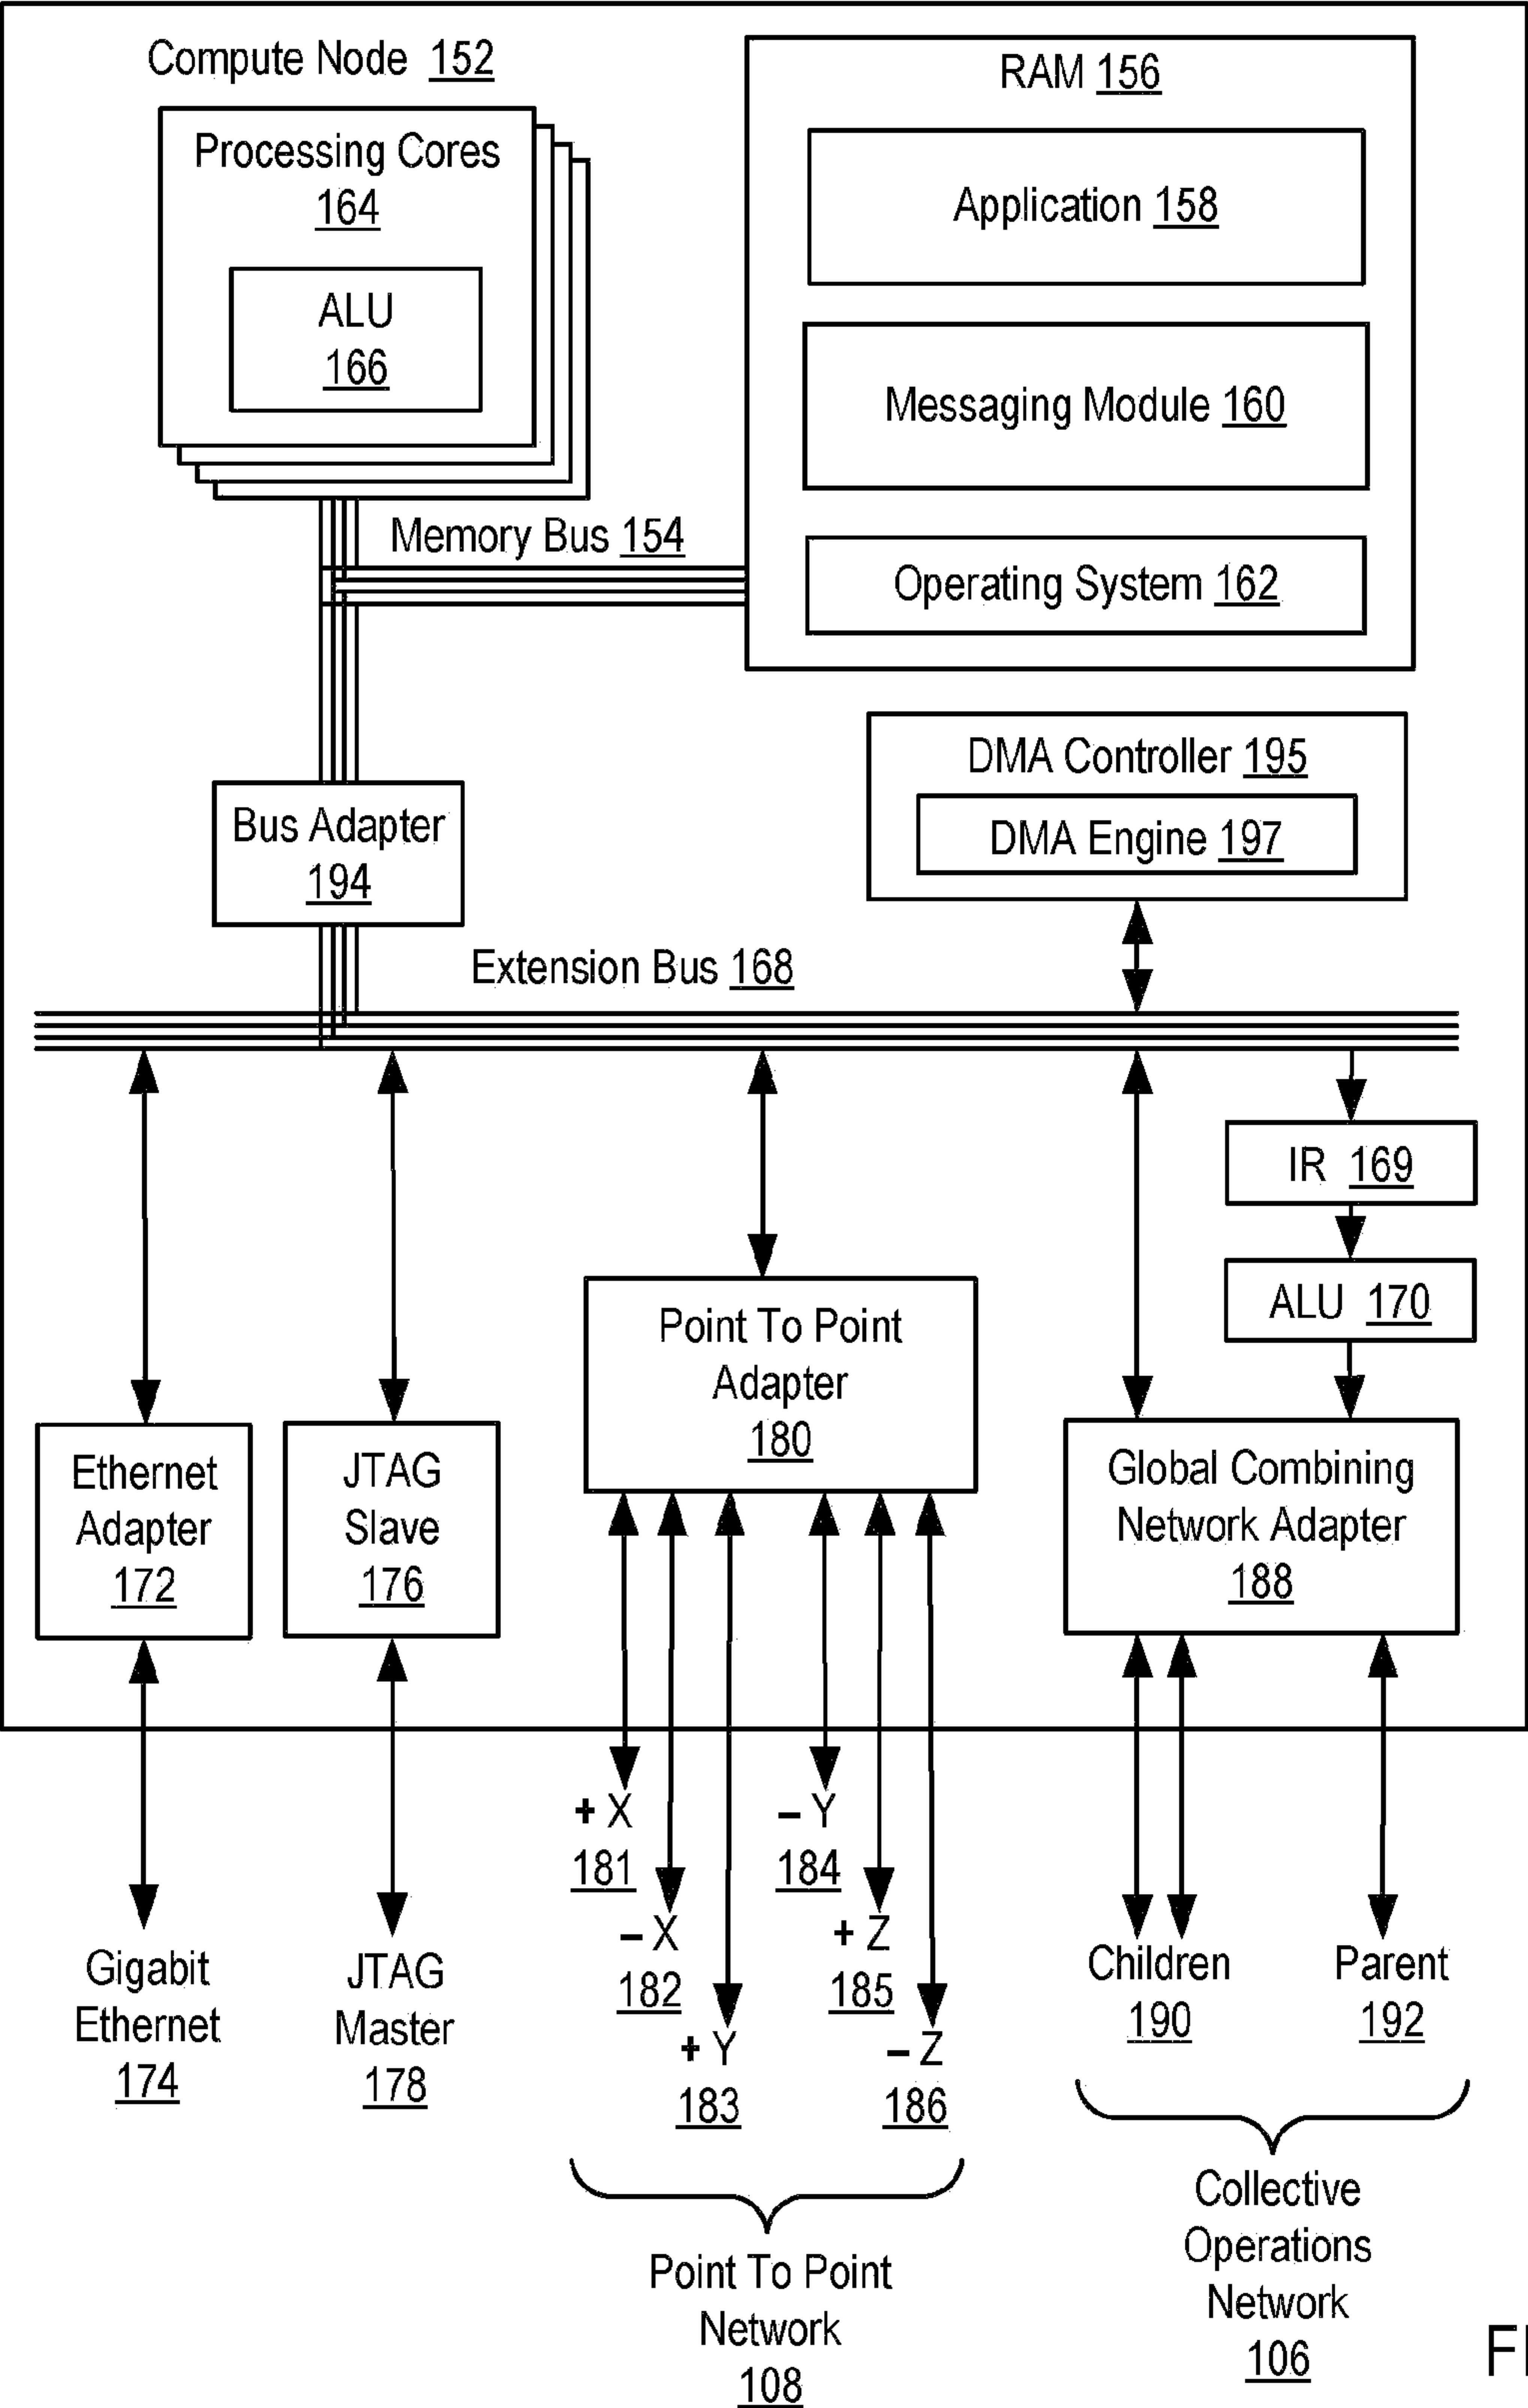 Compute Node 152
Processing Cores
164
ALU
166
RAM 156
Application 158
Messaging Module 160
Operating System 162
Memory Bus 154
DMA Controller 195
DMA Engine 197
Bus Adapter
194
Extension Bus 168
IR 169
ALU 170
Point To Point
Adapter
180
Ethernet
Adapter
172
JTAG
Slave
176
Global Combining
Network Adapter
188
+ X
181
– X
182
+ Y
183
– Y
184
+ Z
185
– Z
186
Gigabit
Ethernet
174
JTAG
Master
178
Children
190
Parent
192
Point To Point
Network
108
Collective
Operations
Network
106